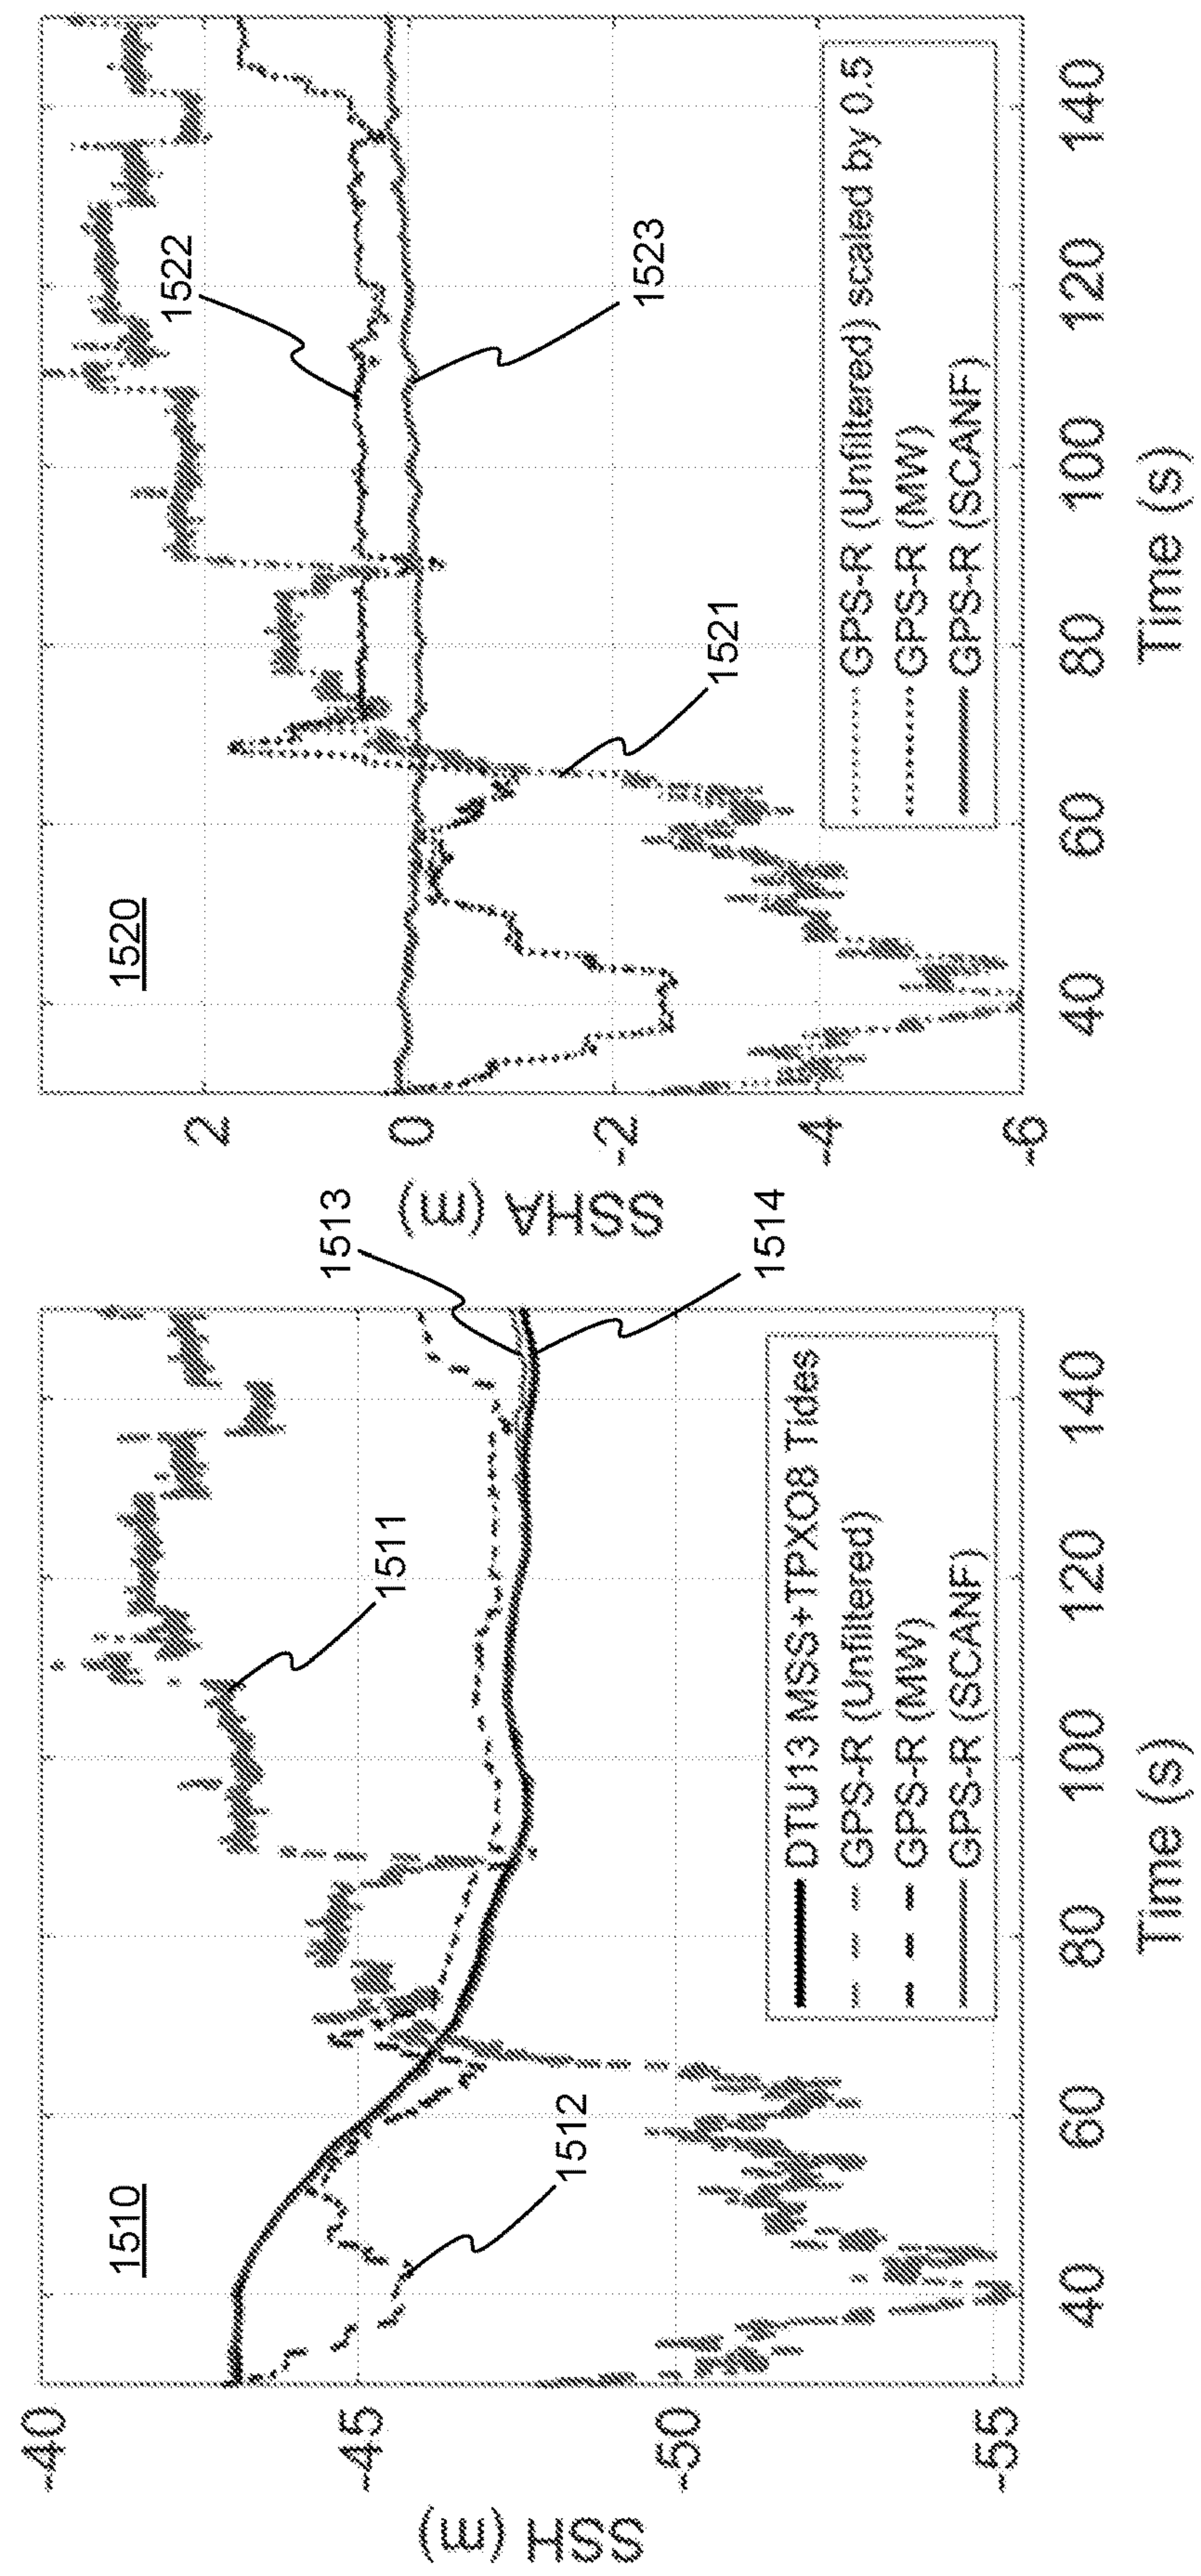 1510
-40
-45
-50
-55
SSH (m)
1511
1512
1513
1514
DTU13 MSS+TPXO8 Tides
GPS-R (Unfiltered)
GPS-R (MW)
GPS-R (SCANF)
40
60
80
100
120
140
Time (s)
1520
2
0
-2
-4
-6
SSHA (m)
1522
1523
1521
GPS-R (Unfiltered) scaled by 0.5
GPS-R (MW)
GPS-R (SCANF)
40
60
80
100
120
140
Time (s)